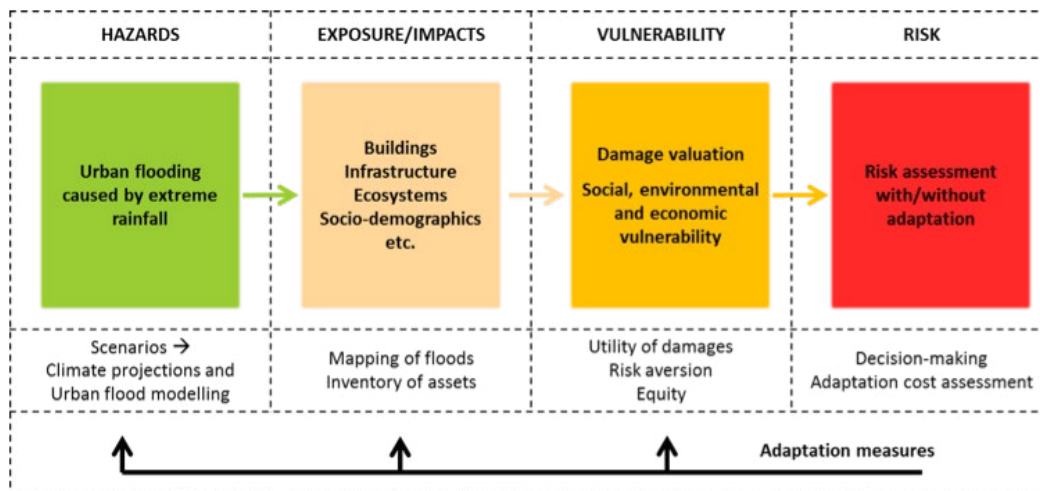 HAZARDS
EXPOSURE/IMPACTS
VULNERABILITY
RISK
Urban flooding
caused by extreme
rainfall
Buildings
Infrastructure
Ecosystems
Socio-demographics
etc.
Damage valuation
Social, environmental
and economic
vulnerability
Risk assessment
with/without
adaptation
Scenarios →
Climate projections and
Urban flood modelling
Mapping of floods
Inventory of assets
Utility of damages
Risk aversion
Equity
Decision-making
Adaptation cost assessment
Adaptation measures